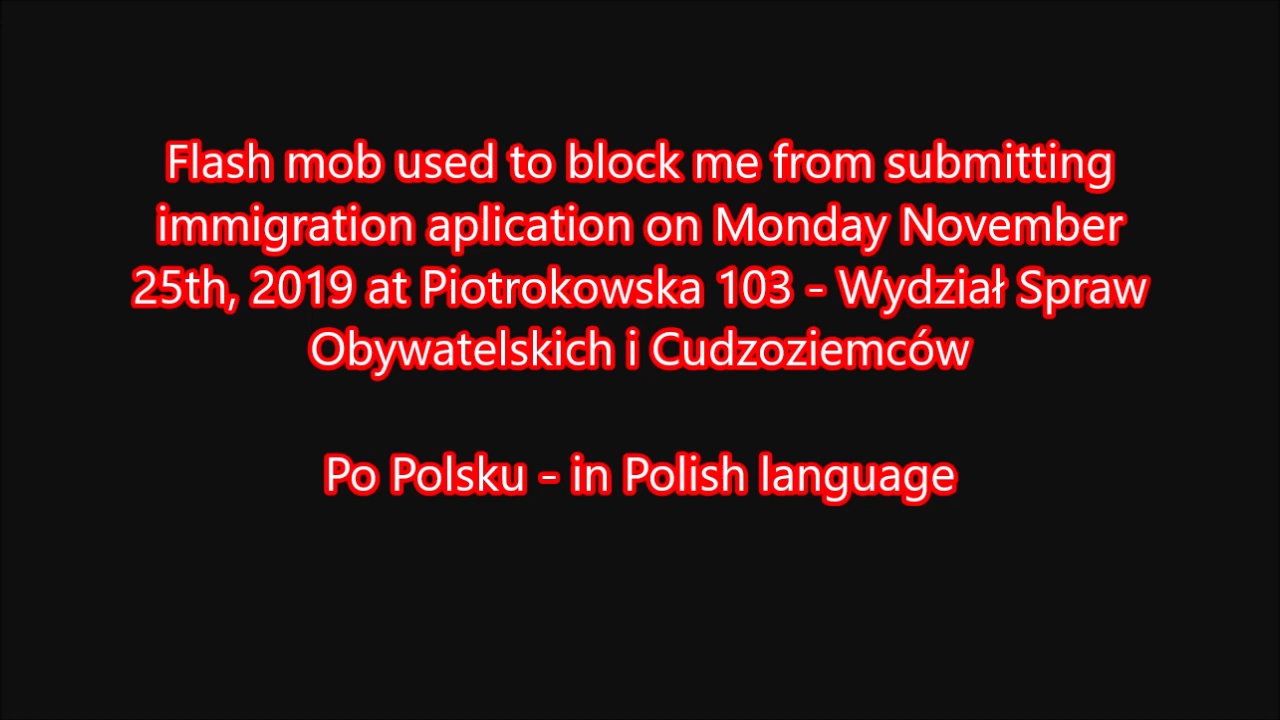 Flash mob used to block me from submitting
immigration aplication on Monday November
25th, 2019 at Piotrokowska 103 - Wydział Spraw
Obywatelskich i Cudzoziemców
Po Polsku - in Polish language